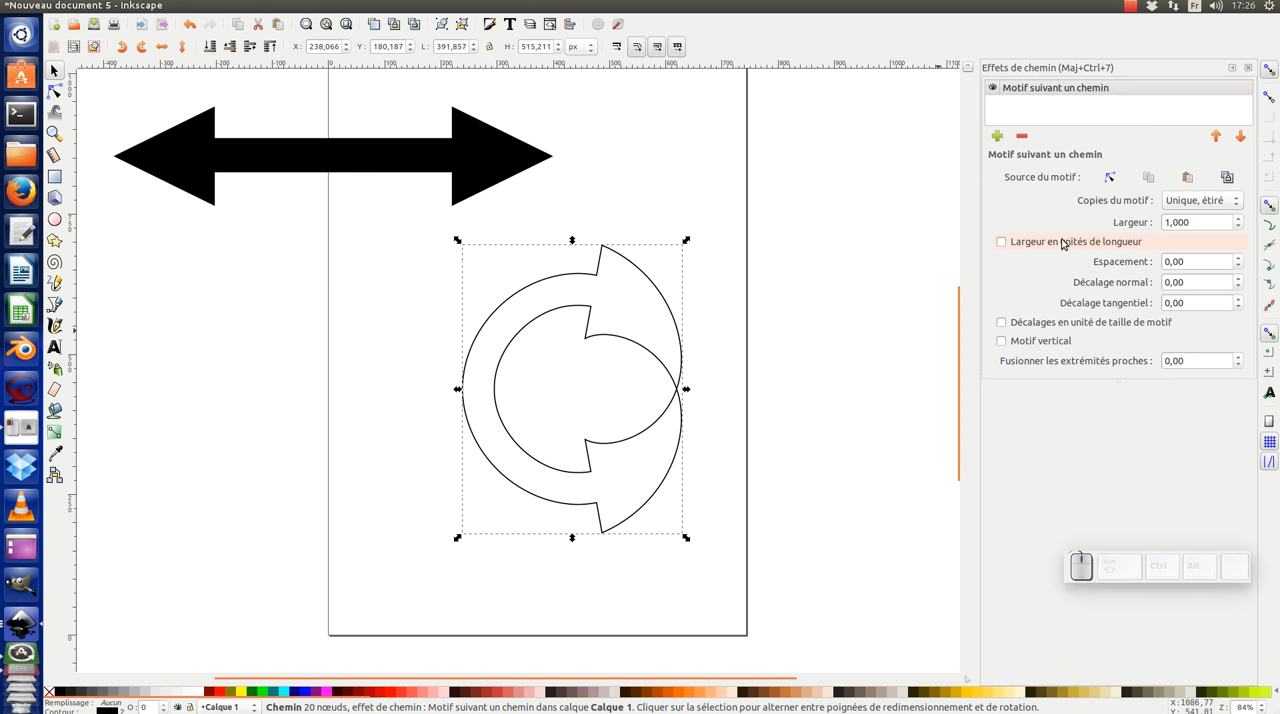 *Nouveau document 5 - Inkscape
Fr
17:26
X: 238,066
Y: 180,187
L: 391,857
H: 515,211
px
Effets de chemin (Maj+Ctrl+7)
Motif suivant un chemin
Motif suivant un chemin
Source du motif :
Copies du motif : Unique, étiré
Largeur : 1,000
Largeur en unités de longueur
Espacement : 0,00
Décalage normal : 0,00
Décalage tangentiel : 0,00
Décalages en unité de taille de motif
Motif vertical
Fusionner les extrémités proches : 0,00
Ctrl
Alt
Remplissage : Aucun
Contour :
O: 0
•Calque 1
Chemin 20 nœuds, effet de chemin : Motif suivant un chemin dans calque Calque 1. Cliquer sur la sélection pour alterner entre poignées de redimensionnement et de rotation.
X:1086,77
Y: 541,01
Z: 84%